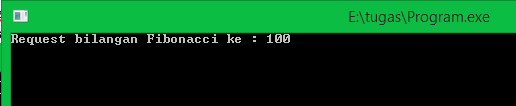 E:\tugas\Program.exe
Request bilangan Fibonacci ke : 100